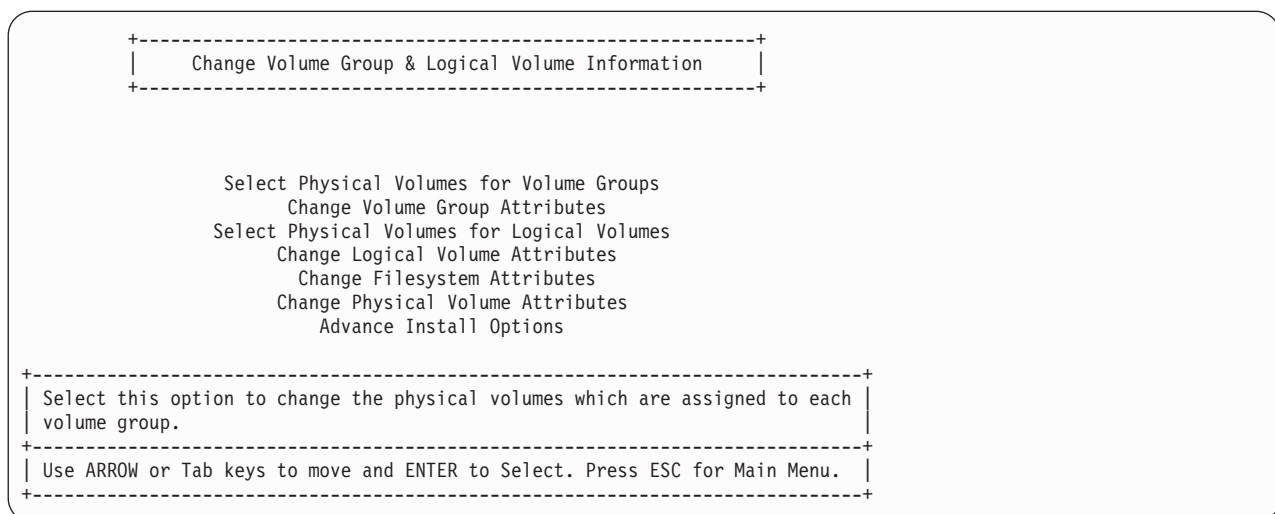 Change Volume Group & Logical Volume Information
Select Physical Volumes for Volume Groups
Change Volume Group Attributes
Select Physical Volumes for Logical Volumes
Change Logical Volume Attributes
Change Filesystem Attributes
Change Physical Volume Attributes
Advance Install Options
Select this option to change the physical volumes which are assigned to each
volume group.
Use ARROW or Tab keys to move and ENTER to Select. Press ESC for Main Menu.